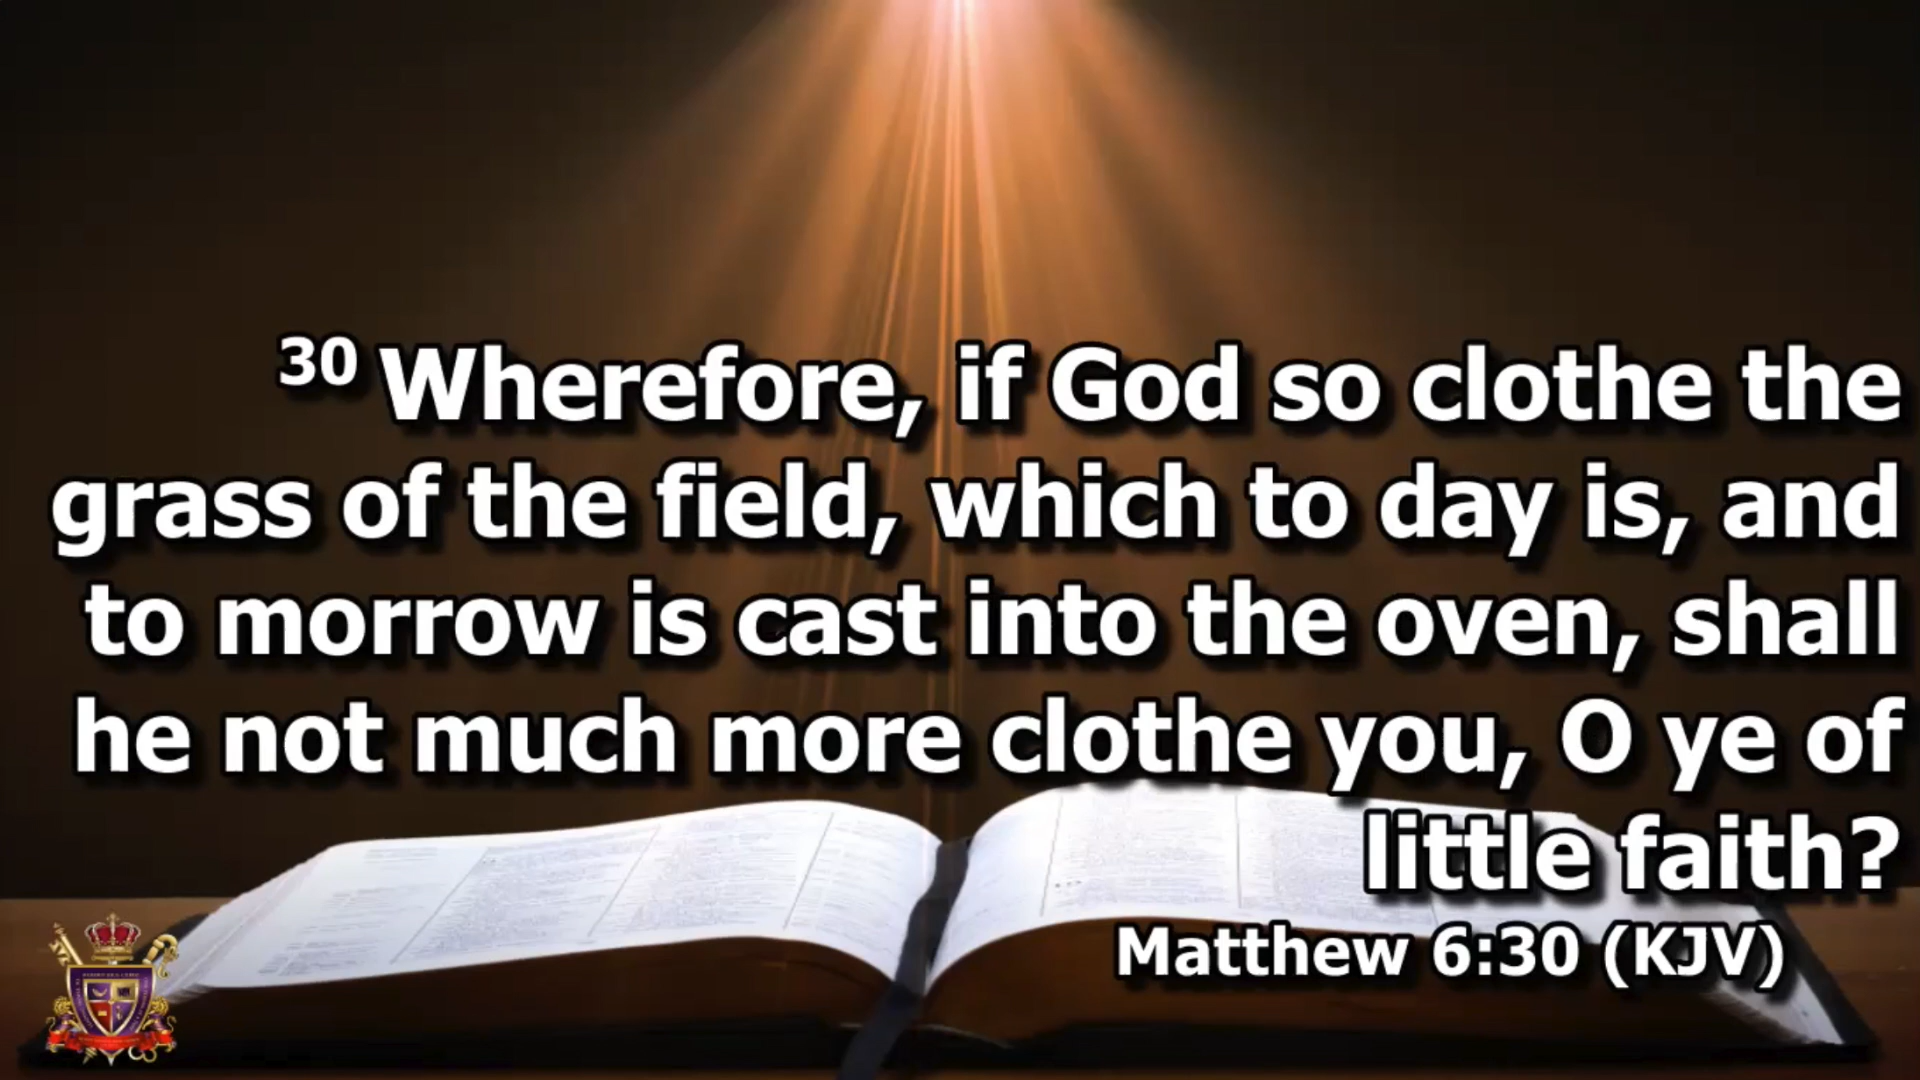 30 Wherefore, if God so clothe the
grass of the field, which to day is, and
to morrow is cast into the oven, shall
he not much more clothe you, O ye of
little faith?
Matthew 6:30 (KJV)